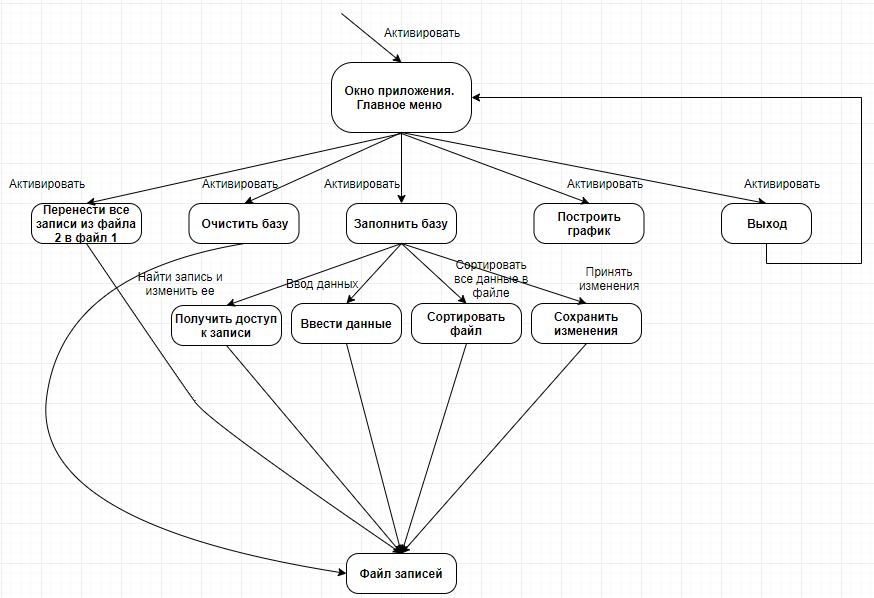 Активировать
Окно приложения.
Главное меню
Активировать
Активировать
Активировать
Активировать
Активировать
Перенести все
записи из файла
2 в файл 1
Очистить базу
Заполнить базу
Построить
график
Выход
Найти запись и
изменить ее
Ввод данных
Сортировать
все данные в
файле
Принять
изменения
Получить доступ
к записи
Ввести данные
Сортировать
файл
Сохранить
изменения
Файл записей